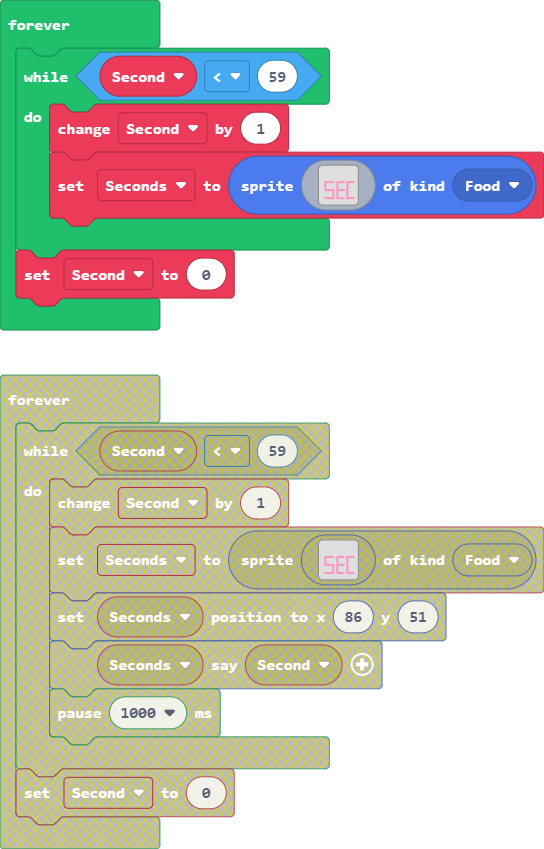 forever
while Second < 59
do
change Second by 1
set Seconds to sprite SEC of kind Food
set Second to 0
forever
while Second < 59
do
change Second by 1
set Seconds to sprite SEC of kind Food
set Seconds position to x 86 y 51
Seconds say Second
pause 1000 ms
set Second to 0